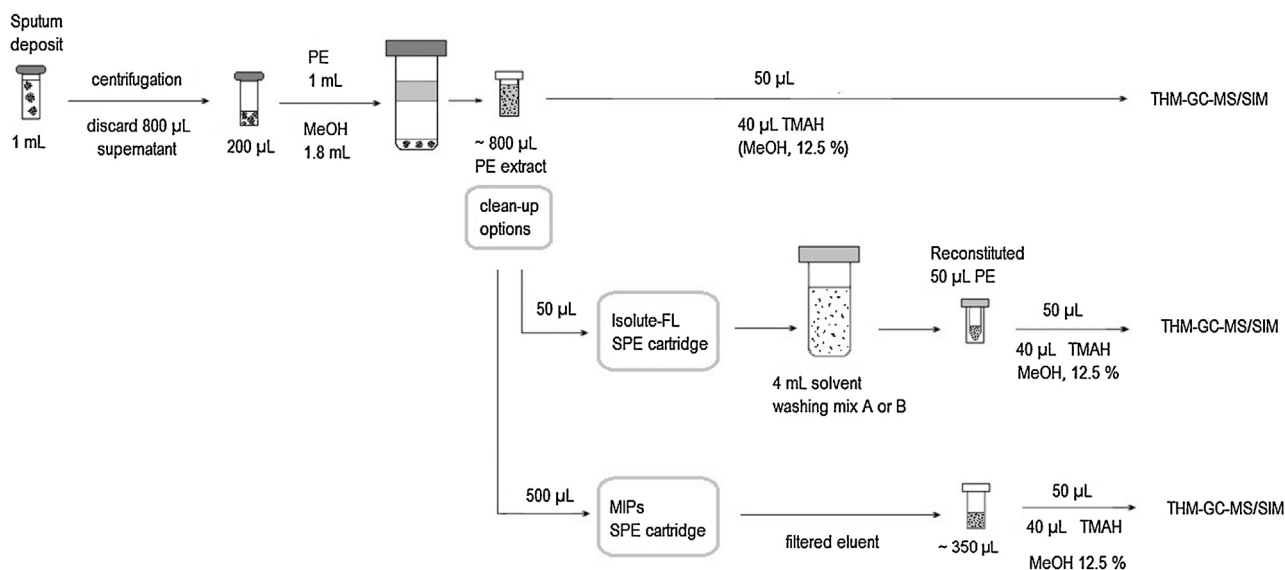 Sputum
deposit
1 mL
centrifugation
discard 800 µL
supernatant
200 µL
PE
1 mL
MeOH
1.8 mL
~ 800 µL
PE extract
50 µL
40 µL TMAH
(MeOH, 12.5 %)
THM-GC-MS/SIM
clean-up
options
50 µL
Isolute-FL
SPE cartridge
4 mL solvent
washing mix A or B
Reconstituted
50 µL PE
50 µL
40 µL TMAH
MeOH, 12.5 %
THM-GC-MS/SIM
500 µL
MIPs
SPE cartridge
filtered eluent
~ 350 µL
50 µL
40 µL TMAH
MeOH 12.5 %
THM-GC-MS/SIM